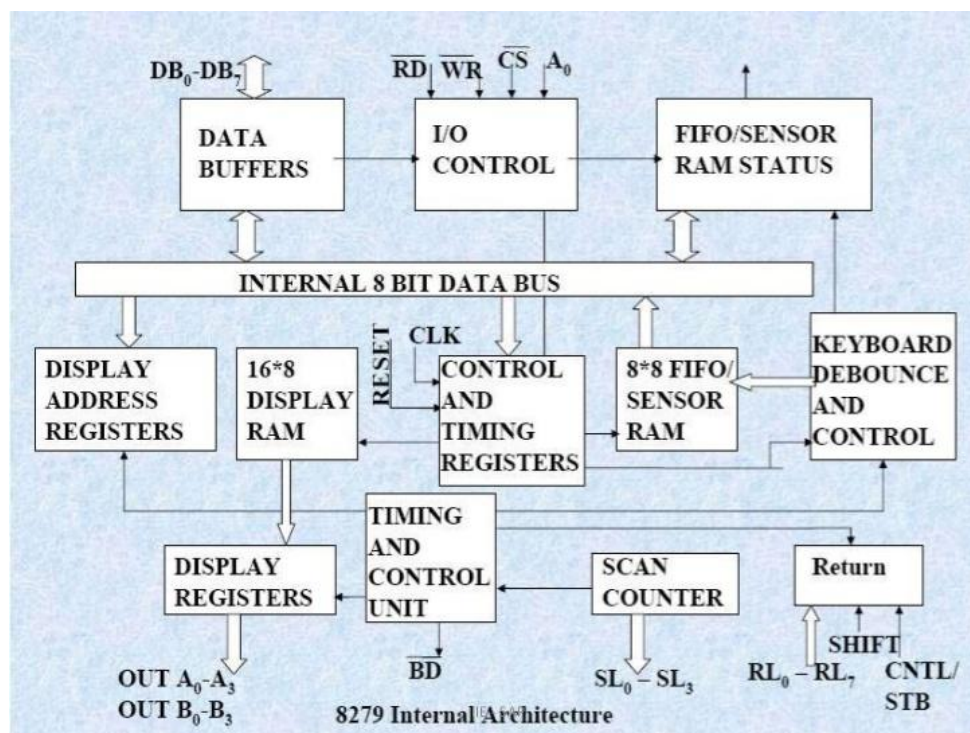 DB₀-DB₇
RD WR CS A₀
DATA
BUFFERS
I/O
CONTROL
FIFO/SENSOR
RAM STATUS
INTERNAL 8 BIT DATA BUS
DISPLAY
ADDRESS
REGISTERS
16*8
DISPLAY
RAM
RESET
CLK
CONTROL
AND
TIMING
REGISTERS
8*8 FIFO/
SENSOR
RAM
KEYBOARD
DEBOUNCE
AND
CONTROL
DISPLAY
REGISTERS
TIMING
AND
CONTROL
UNIT
SCAN
COUNTER
Return
OUT A₀-A₃
OUT B₀-B₃
BD
SL₀ – SL₃
RL₀ – RL₇
SHIFT
CNTL/
STB
8279 Internal Architecture